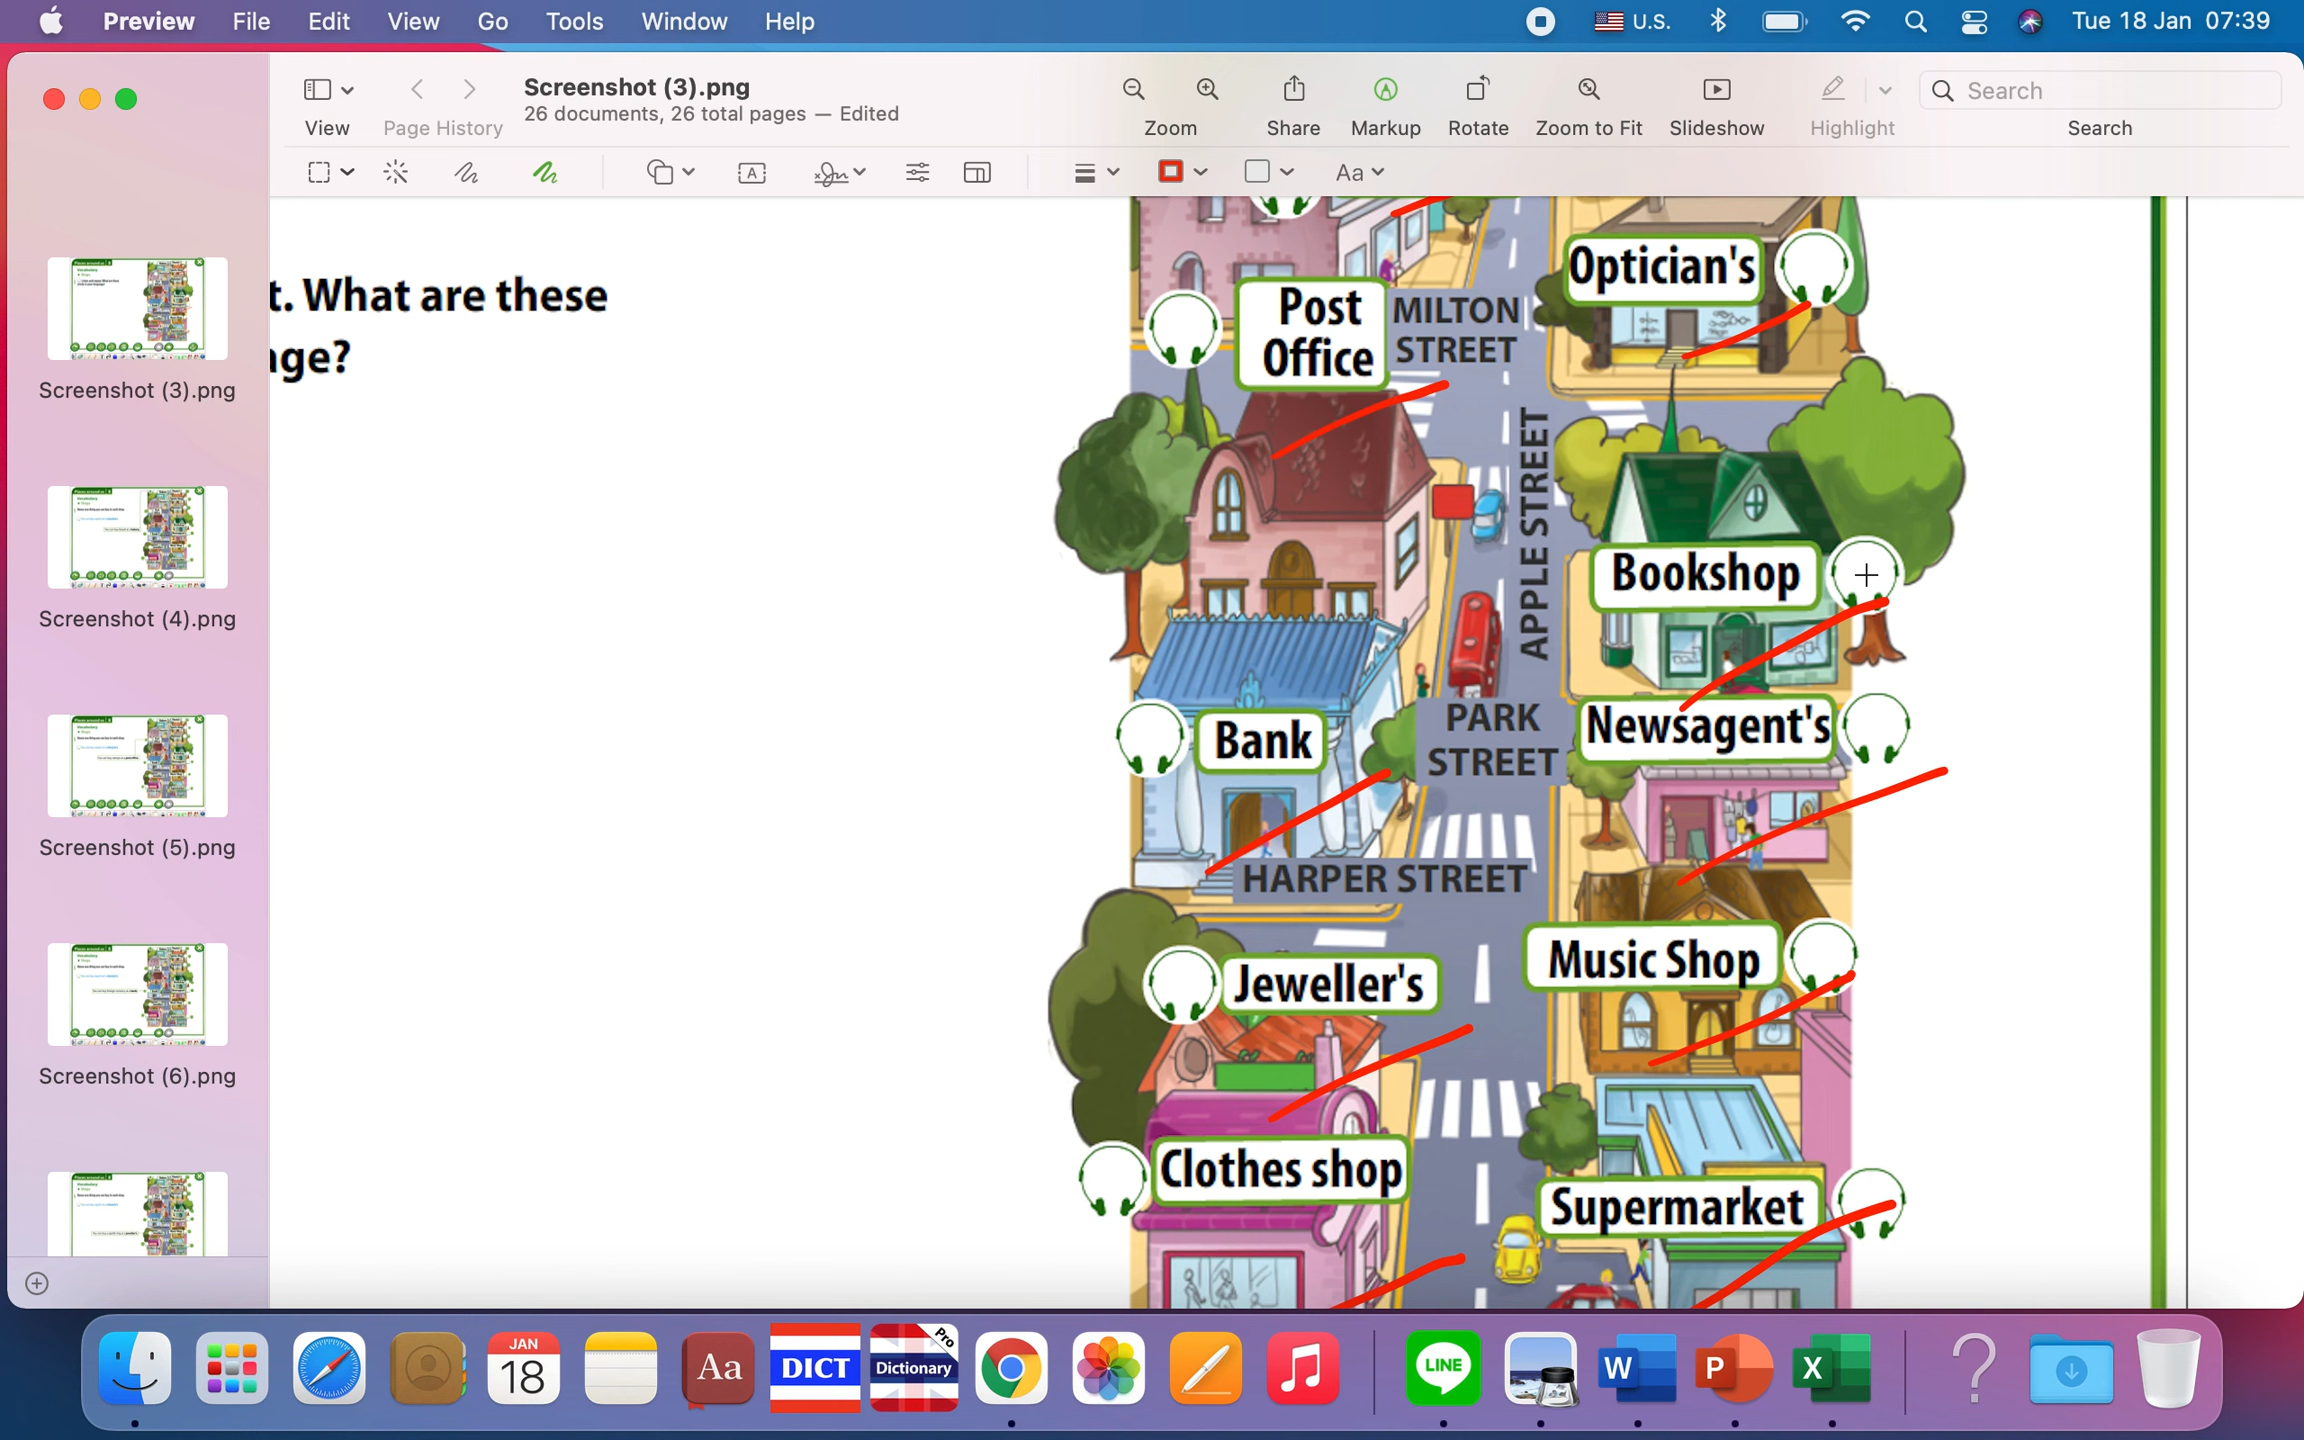 Preview File Edit View Go Tools Window Help U.S. Tue 18 Jan 07:39
Screenshot (3).png
26 documents, 26 total pages — Edited
View
Page History
Zoom
Share
Markup
Rotate
Zoom to Fit
Slideshow
Highlight
Search
Search
A
Aa
Screenshot (3).png
Screenshot (4).png
Screenshot (5).png
Screenshot (6).png
t. What are these
age?
Optician's
Post
Office
MILTON
STREET
APPLE STREET
Bookshop
Bank
PARK
STREET
Newsagent's
HARPER STREET
Jeweller's
Music Shop
Clothes shop
Supermarket
JAN
18
Aa
DICT
Dictionary
Pro
LINE
W
P
X